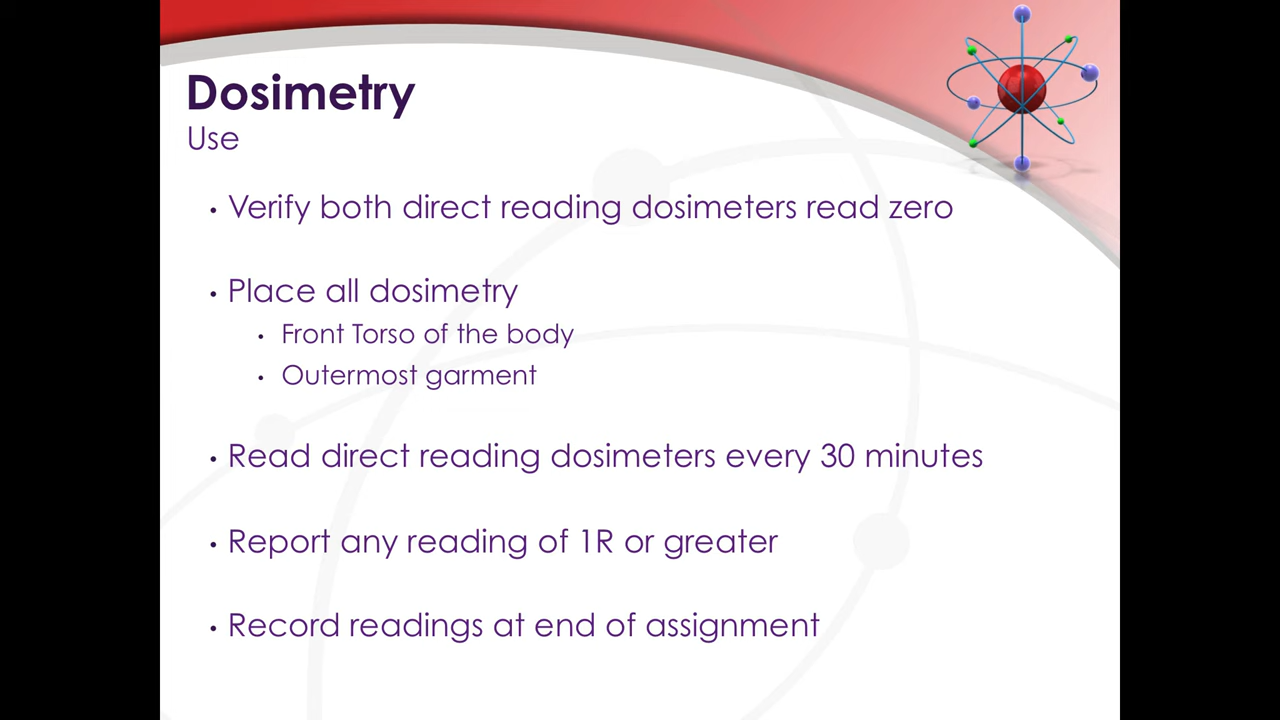 Dosimetry
Use
• Verify both direct reading dosimeters read zero
• Place all dosimetry
• Front Torso of the body
• Outermost garment
• Read direct reading dosimeters every 30 minutes
• Report any reading of 1R or greater
• Record readings at end of assignment